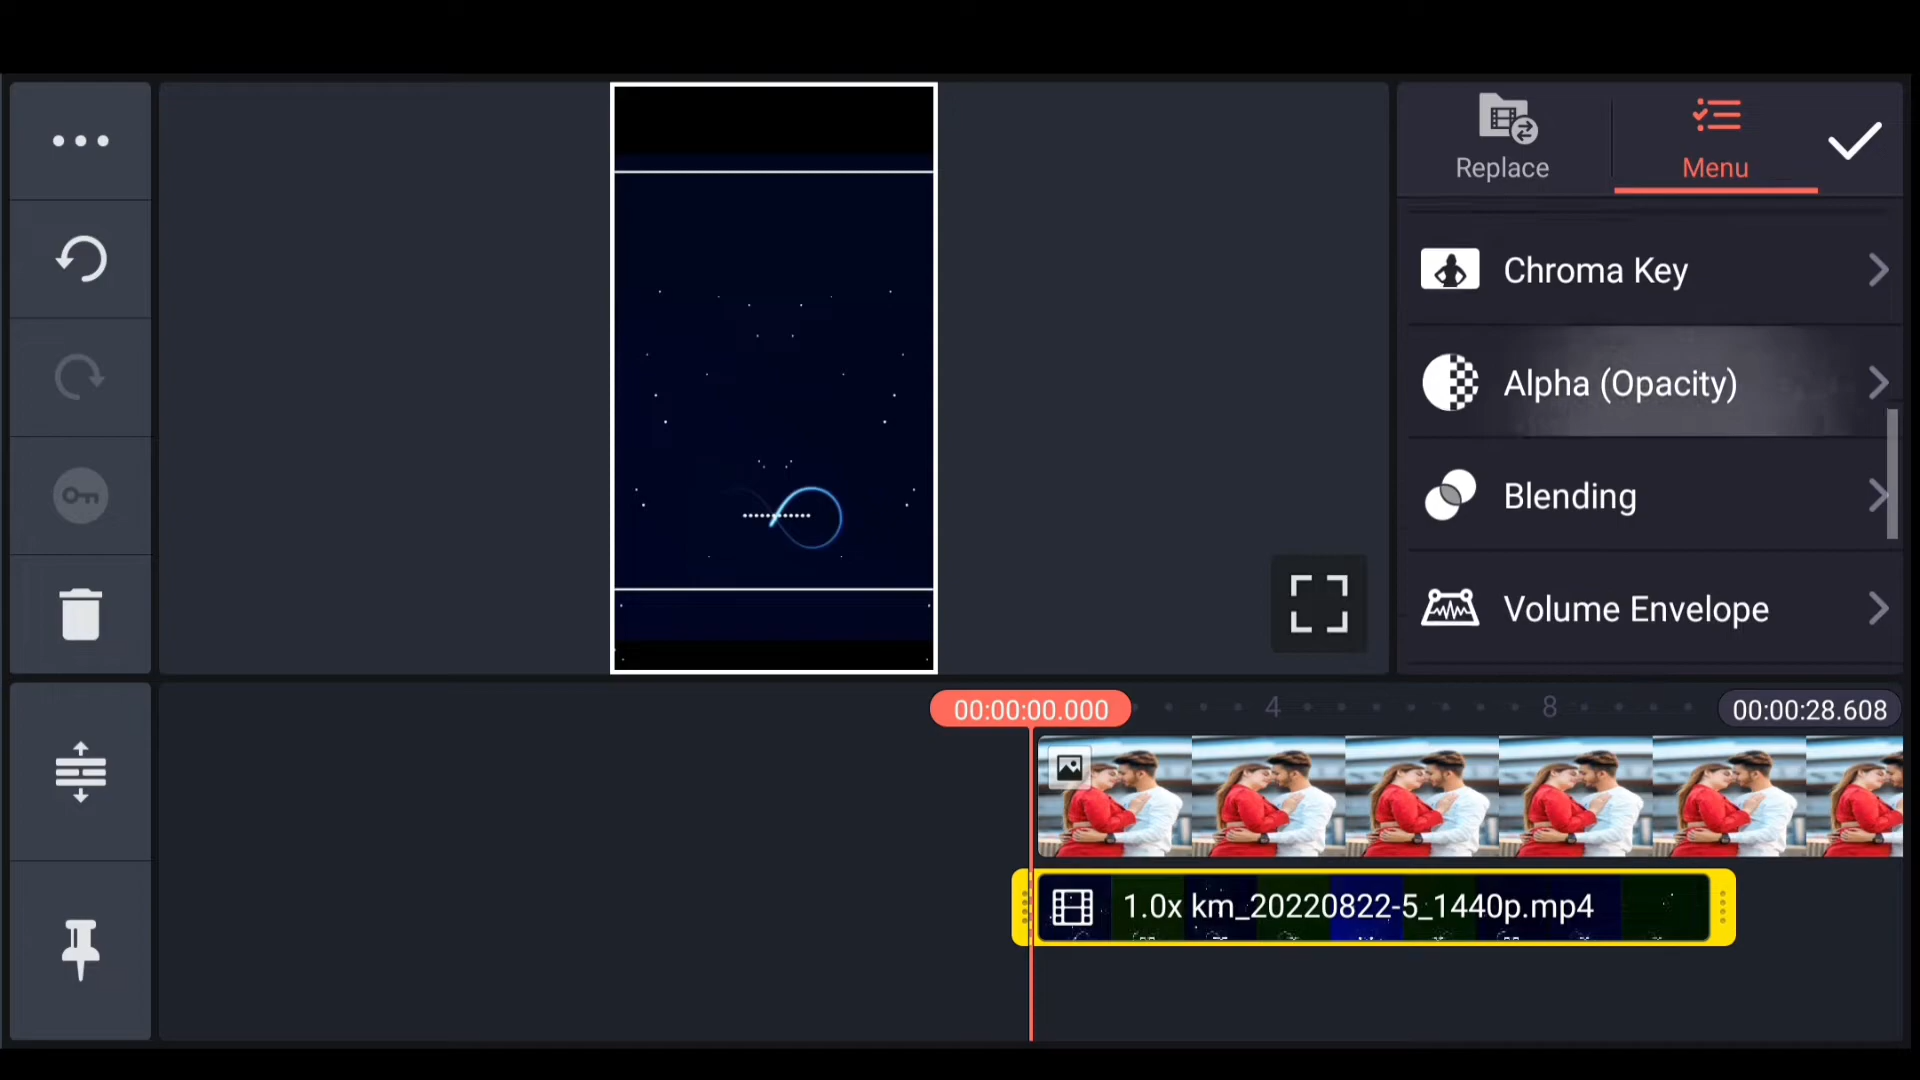 Replace
Menu
Chroma Key
Alpha (Opacity)
Blending
Volume Envelope
00:00:00.000
4
8
00:00:28.608
1.0x km_20220822-5_1440p.mp4